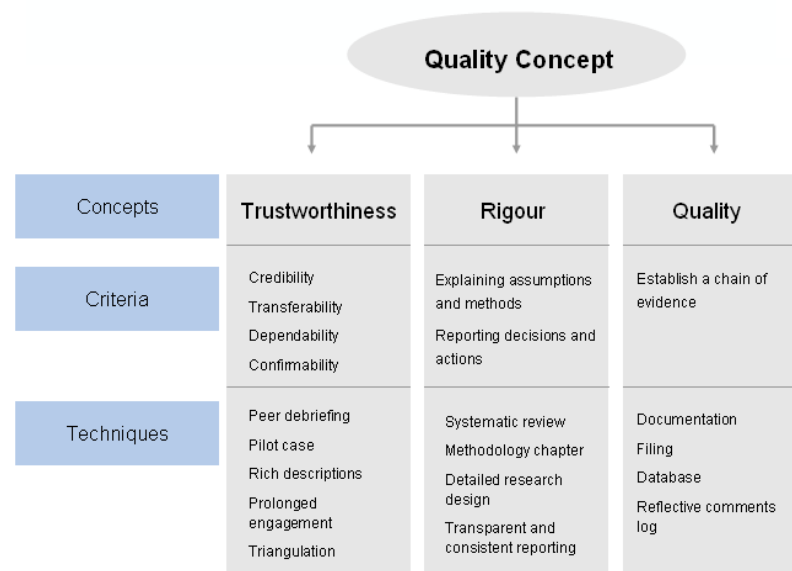 Quality Concept
Concepts
Trustworthiness
Rigour
Quality
Criteria
Credibility
Transferability
Dependability
Confirmability
Explaining assumptions
and methods
Reporting decisions and
actions
Establish a chain of
evidence
Techniques
Peer debriefing
Pilot case
Rich descriptions
Prolonged
engagement
Triangulation
Systematic review
Methodology chapter
Detailed research
design
Transparent and
consistent reporting
Documentation
Filing
Database
Reflective comments
log